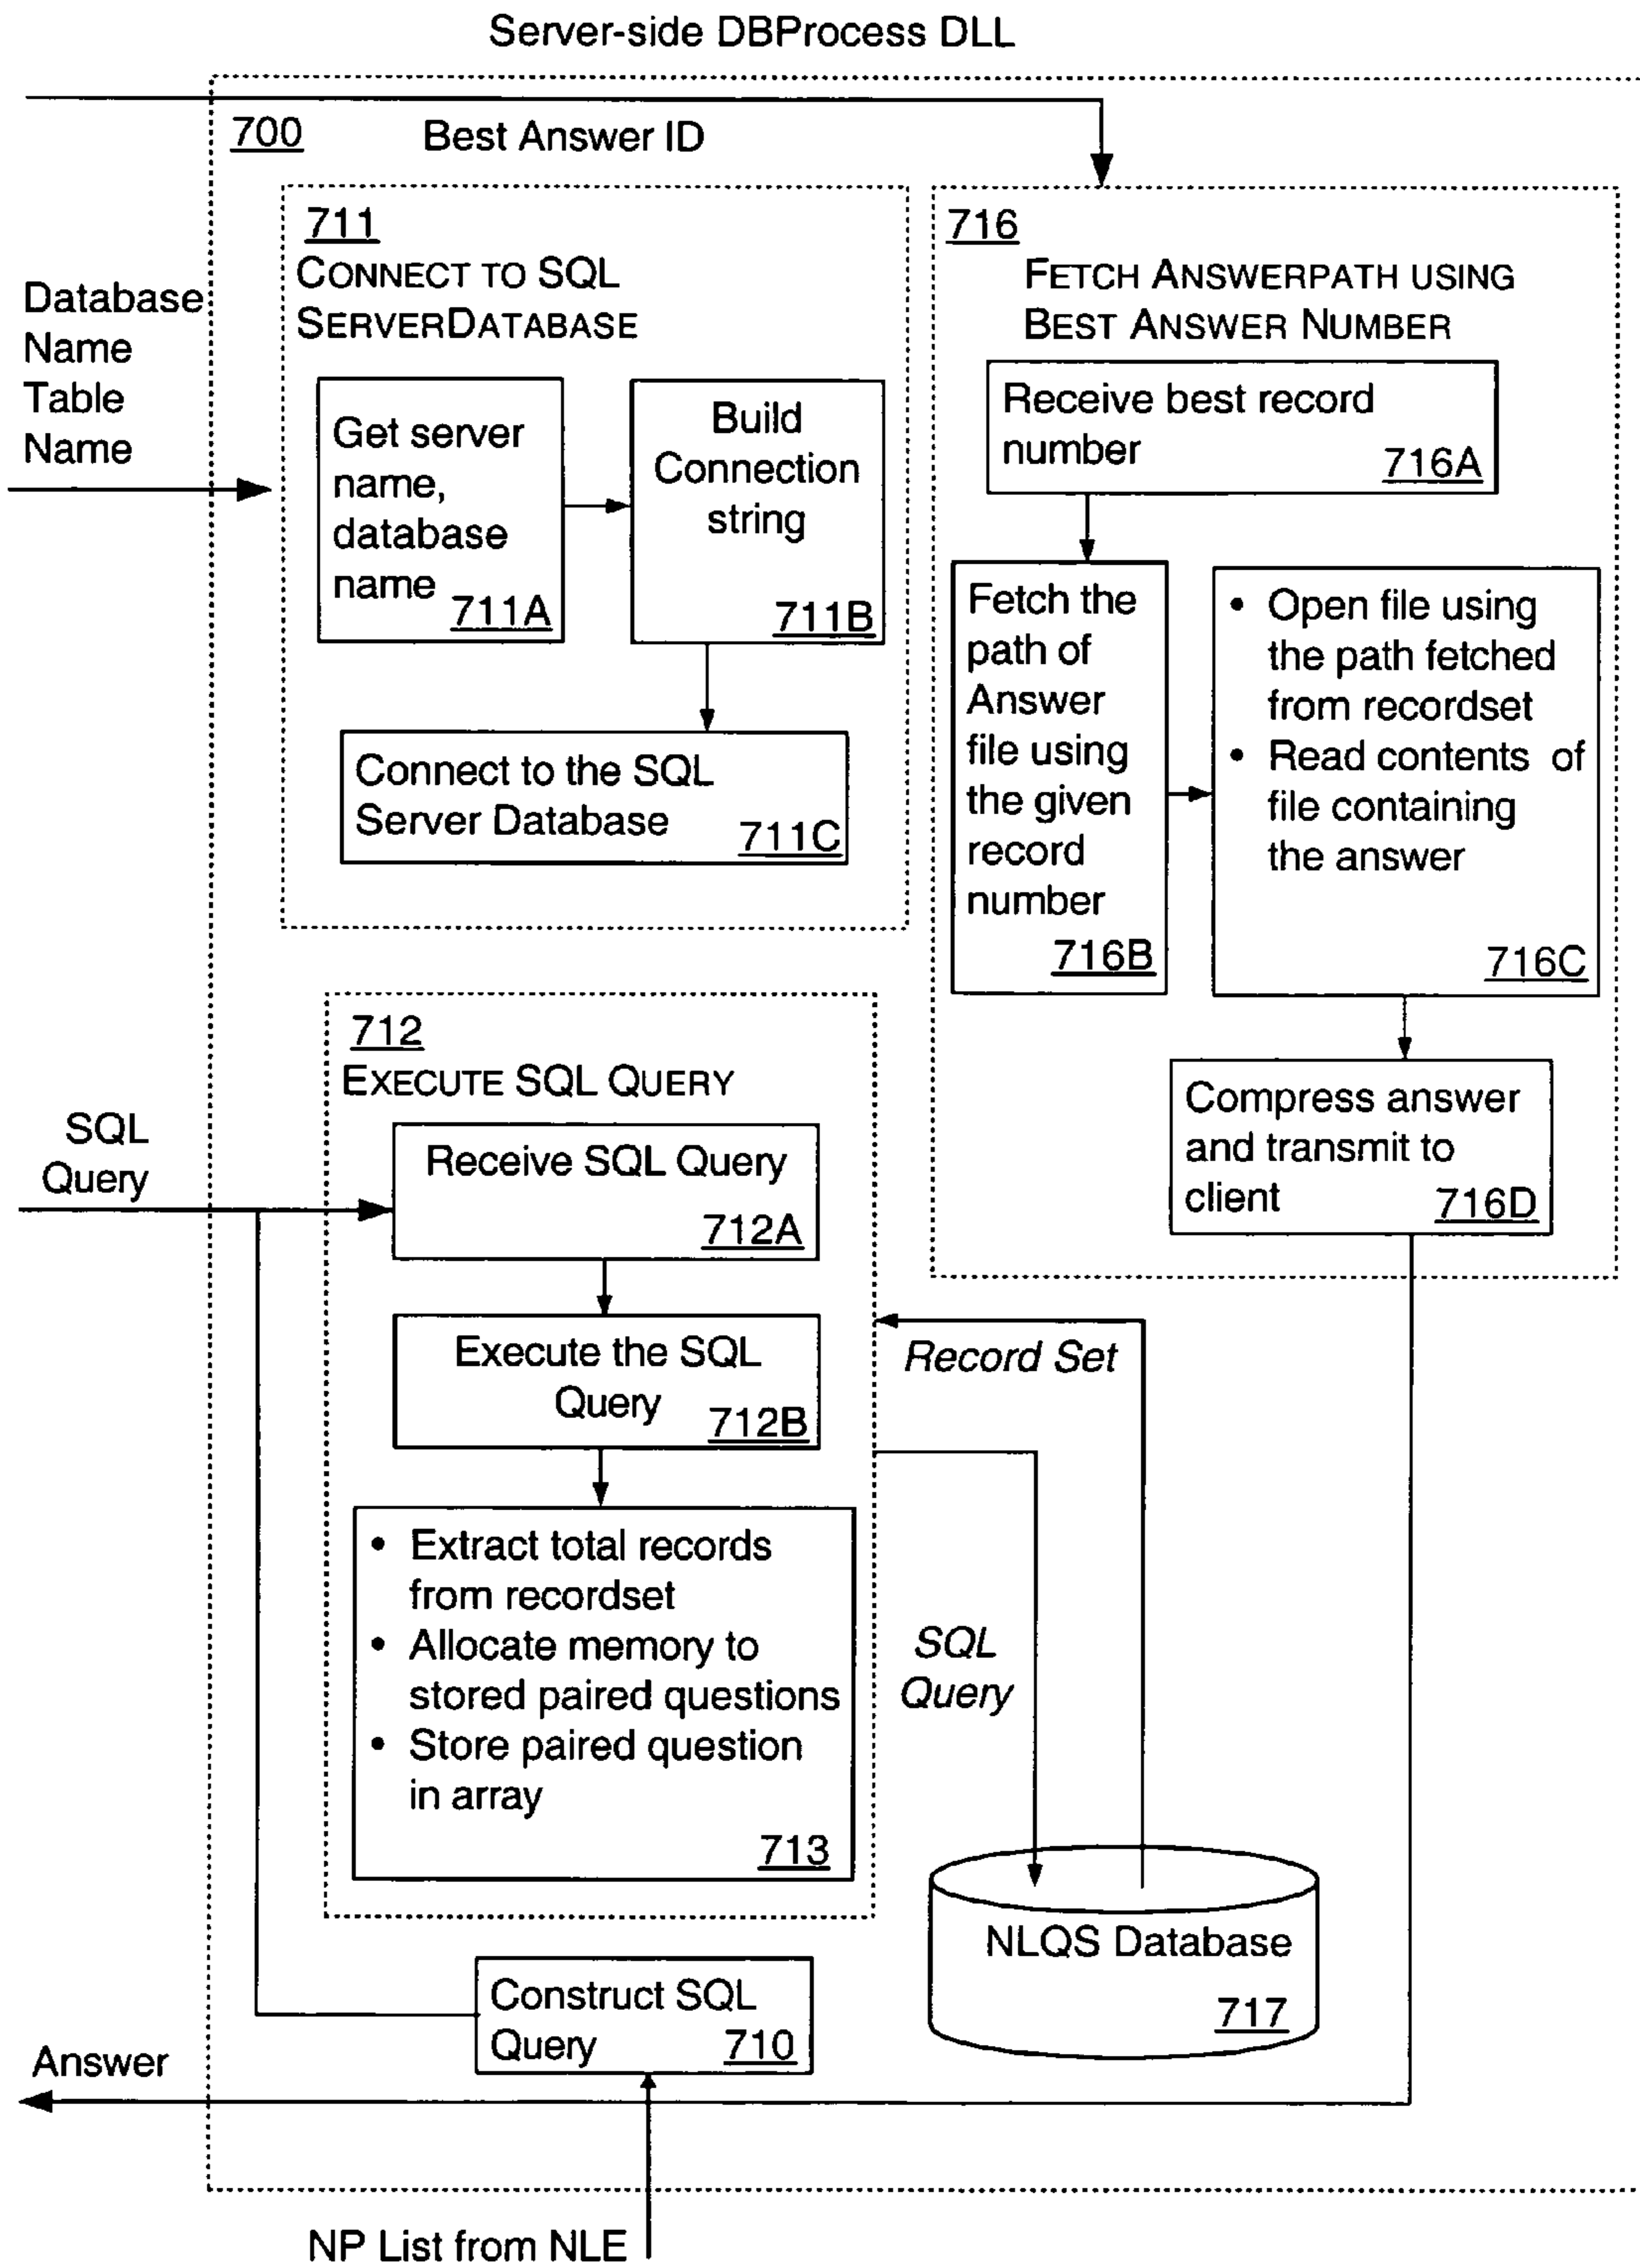 Server-side DBProcess DLL
700
Best Answer ID
Database
Name
Table
Name
711
CONNECT TO SQL
SERVERDATABASE
Get server
name,
database
name
711A
Build
Connection
string
711B
Connect to the SQL
Server Database
711C
716
FETCH ANSWERPATH USING
BEST ANSWER NUMBER
Receive best record
number
716A
Fetch the
path of
Answer
file using
the given
record
number
716B
• Open file using
the path fetched
from recordset
• Read contents of
file containing
the answer
716C
Compress answer
and transmit to
client
716D
712
EXECUTE SQL QUERY
SQL
Query
Receive SQL Query
712A
Execute the SQL
Query
712B
• Extract total records
from recordset
• Allocate memory to
stored paired questions
• Store paired question
in array
713
Record Set
SQL
Query
NLQS Database
717
Construct SQL
Query
710
Answer
NP List from NLE